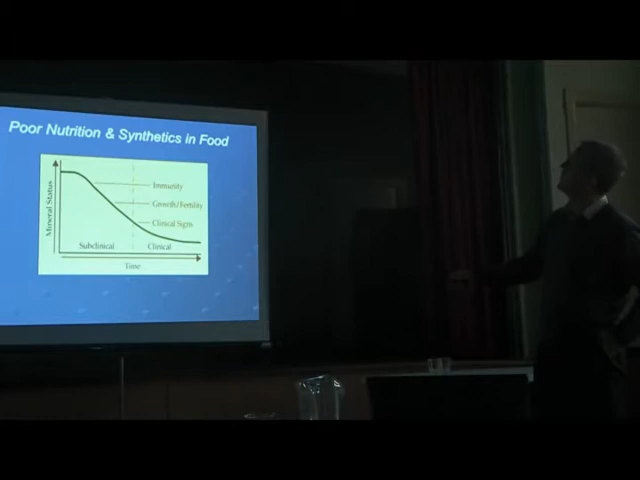 Poor Nutrition & Synthetics in Food
Mineral Status
Immunity
Growth/Fertility
Clinical Signs
Subclinical
Clinical
Time